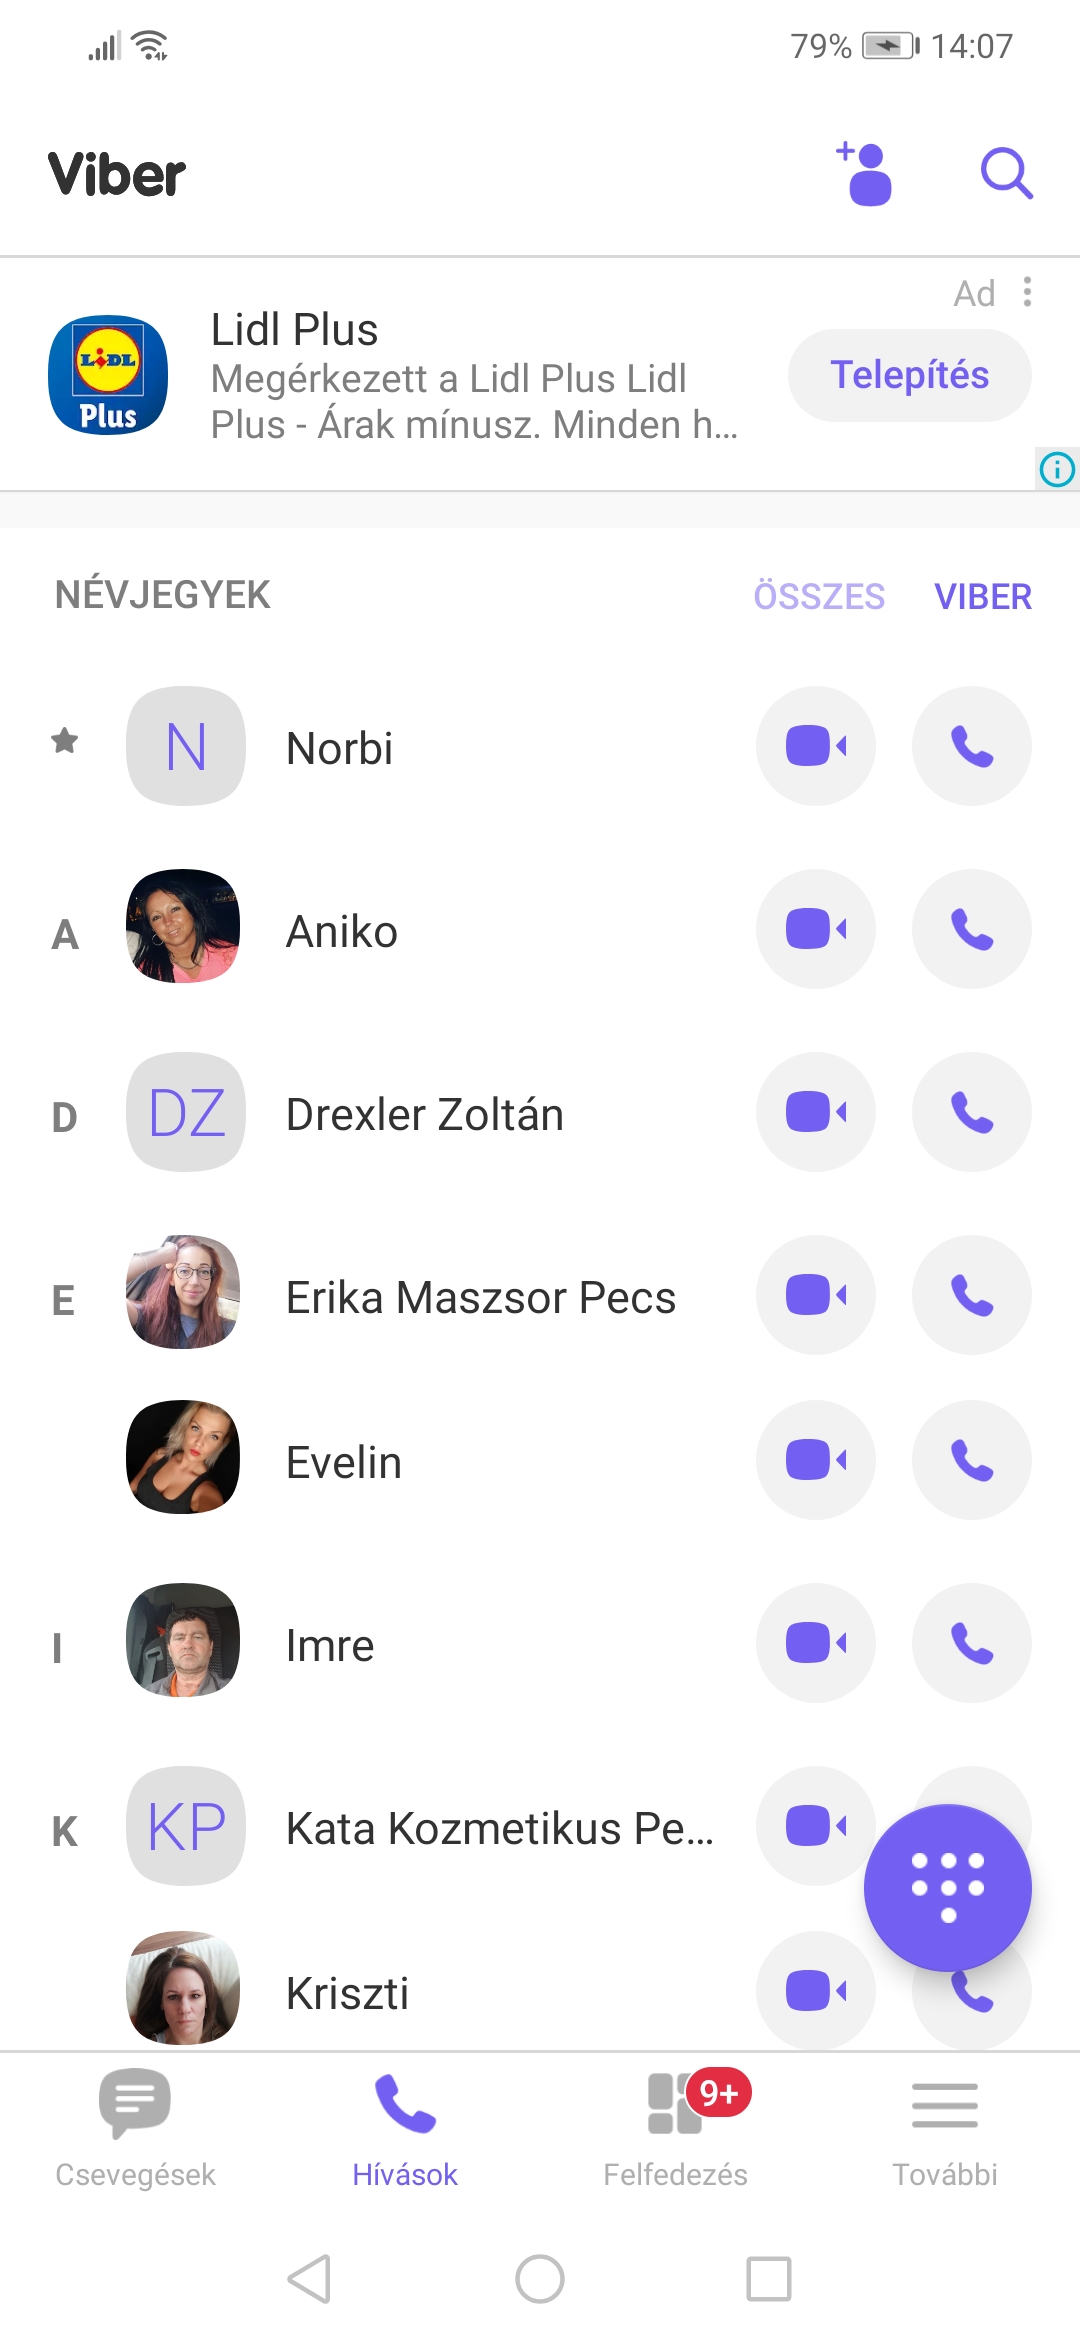 79% 14:07
Viber
Ad
Lidl Plus
Megérkezett a Lidl Plus Lidl
Plus - Árak mínusz. Minden h...
Telepítés
LIDL
Plus
NÉVJEGYEK ÖSSZES VIBER
N Norbi
A Aniko
D DZ Drexler Zoltán
E Erika Maszsor Pecs
Evelin
I Imre
K KP Kata Kozmetikus Pe...
Kriszti
9+
Csevegések Hívások Felfedezés További